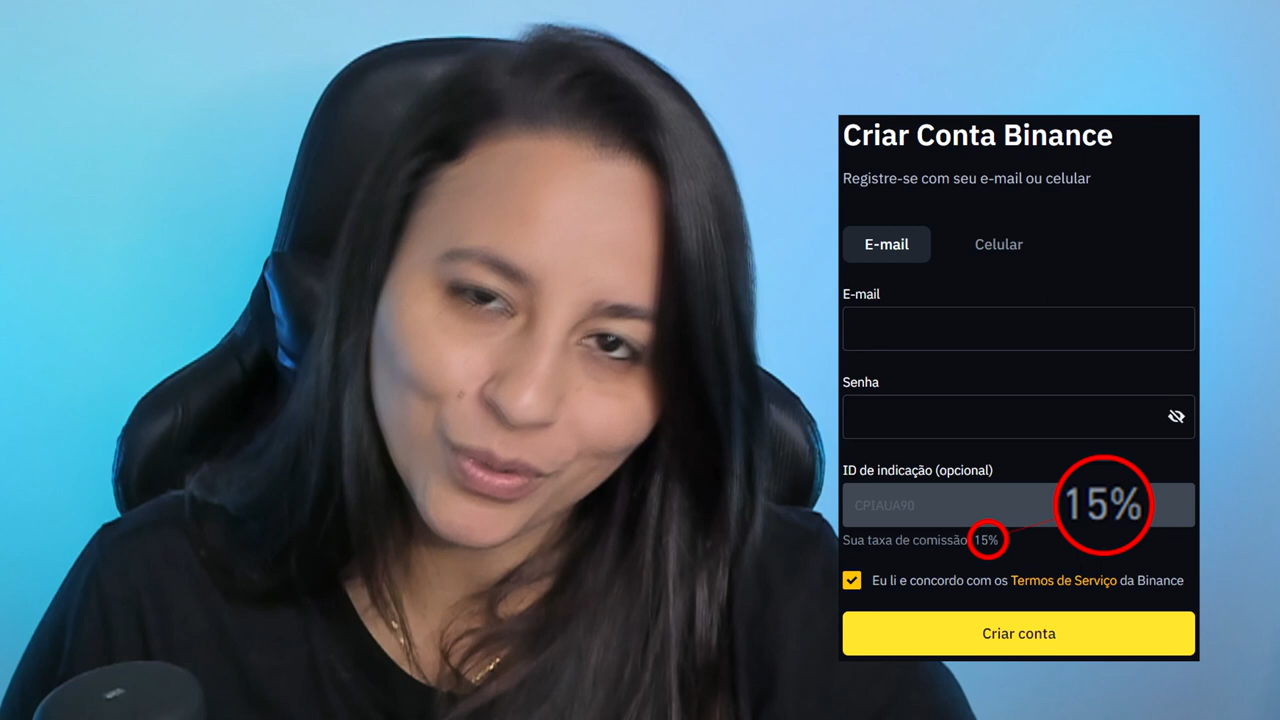 Criar Conta Binance
Registre-se com seu e-mail ou celular
E-mail
Celular
E-mail
Senha
ID de indicação (opcional)
CPIAUA90
15%
Sua taxa de comissão 15%
Eu li e concordo com os Termos de Serviço da Binance
Criar conta